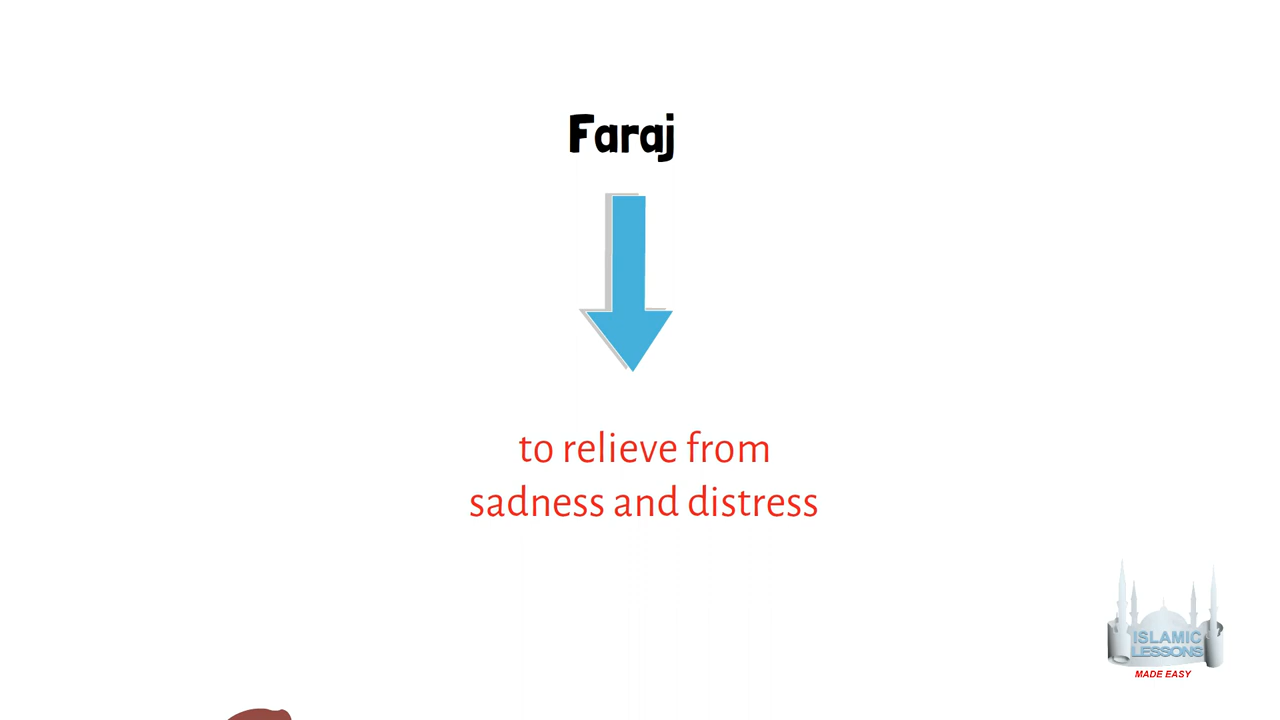 Faraj
to relieve from
sadness and distress
ISLAMIC
LESSONS
MADE EASY